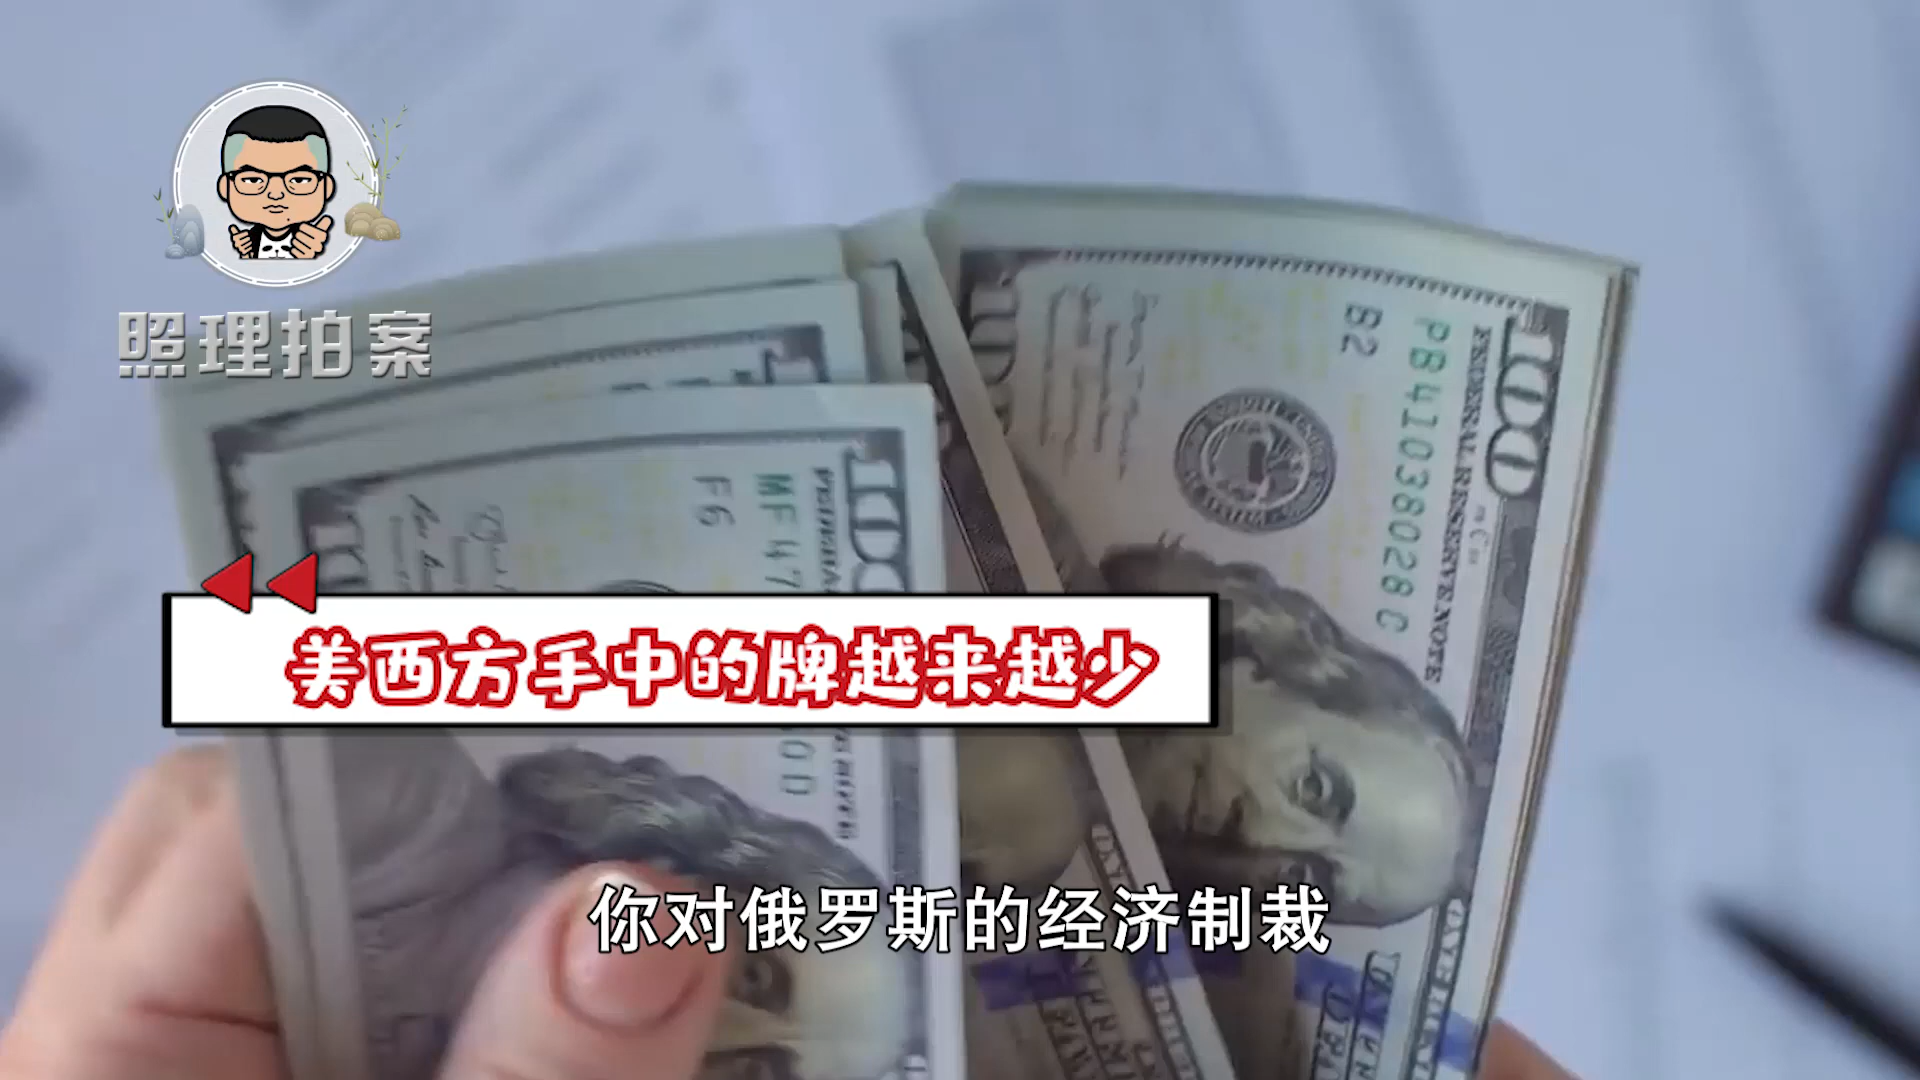 照理拍案
100
B2
PB41038028C
FEDERAL RESERVE NOTE
100
F6
MF47
美西方手中的牌越来越少
你对俄罗斯的经济制裁